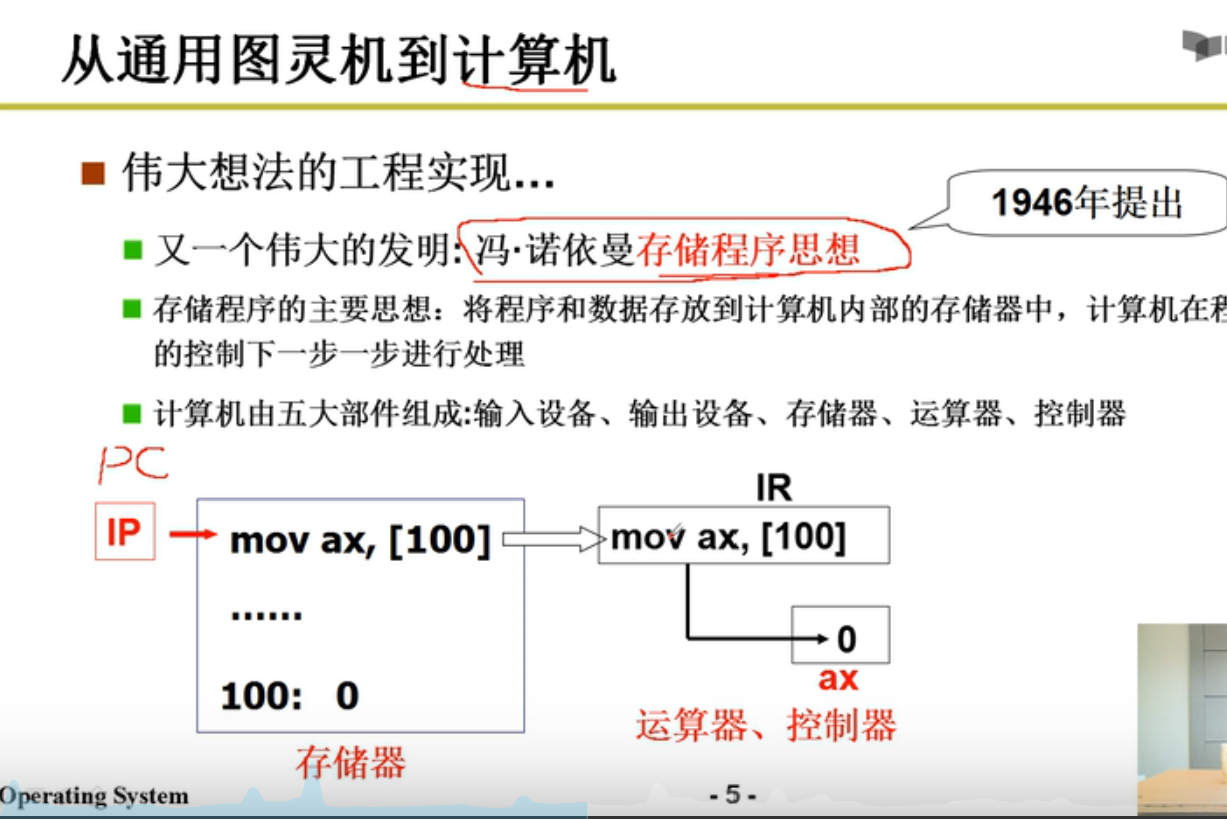 从通用图灵机到计算机
伟大想法的工程实现...
1946年提出
又一个伟大的发明:冯·诺依曼存储程序思想
存储程序的主要思想：将程序和数据存放到计算机内部的存储器中，计算机在程
的控制下一步一步进行处理
计算机由五大部件组成:输入设备、输出设备、存储器、运算器、控制器
PC
IR
IP
mov ax, [100]
mov ax, [100]
......
0
100: 0
ax
运算器、控制器
存储器
Operating System
- 5 -